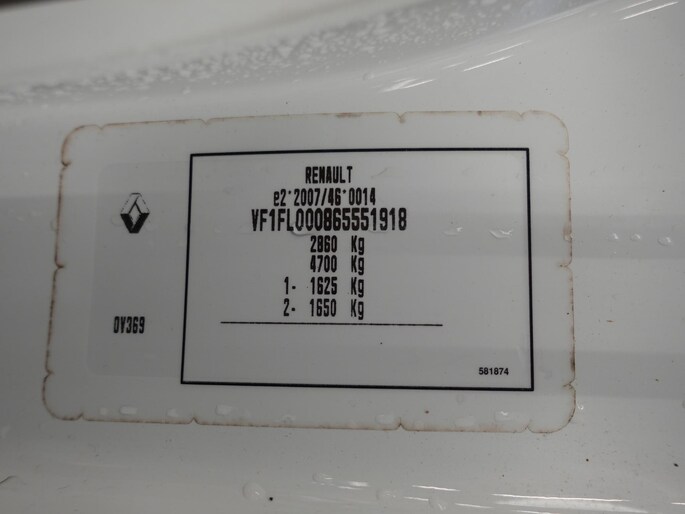 RENAULT
e2*2007/46*0014
VF1FL000865551918
2860 Kg
4700 Kg
1- 1625 Kg
2- 1650 Kg
OV369
581874